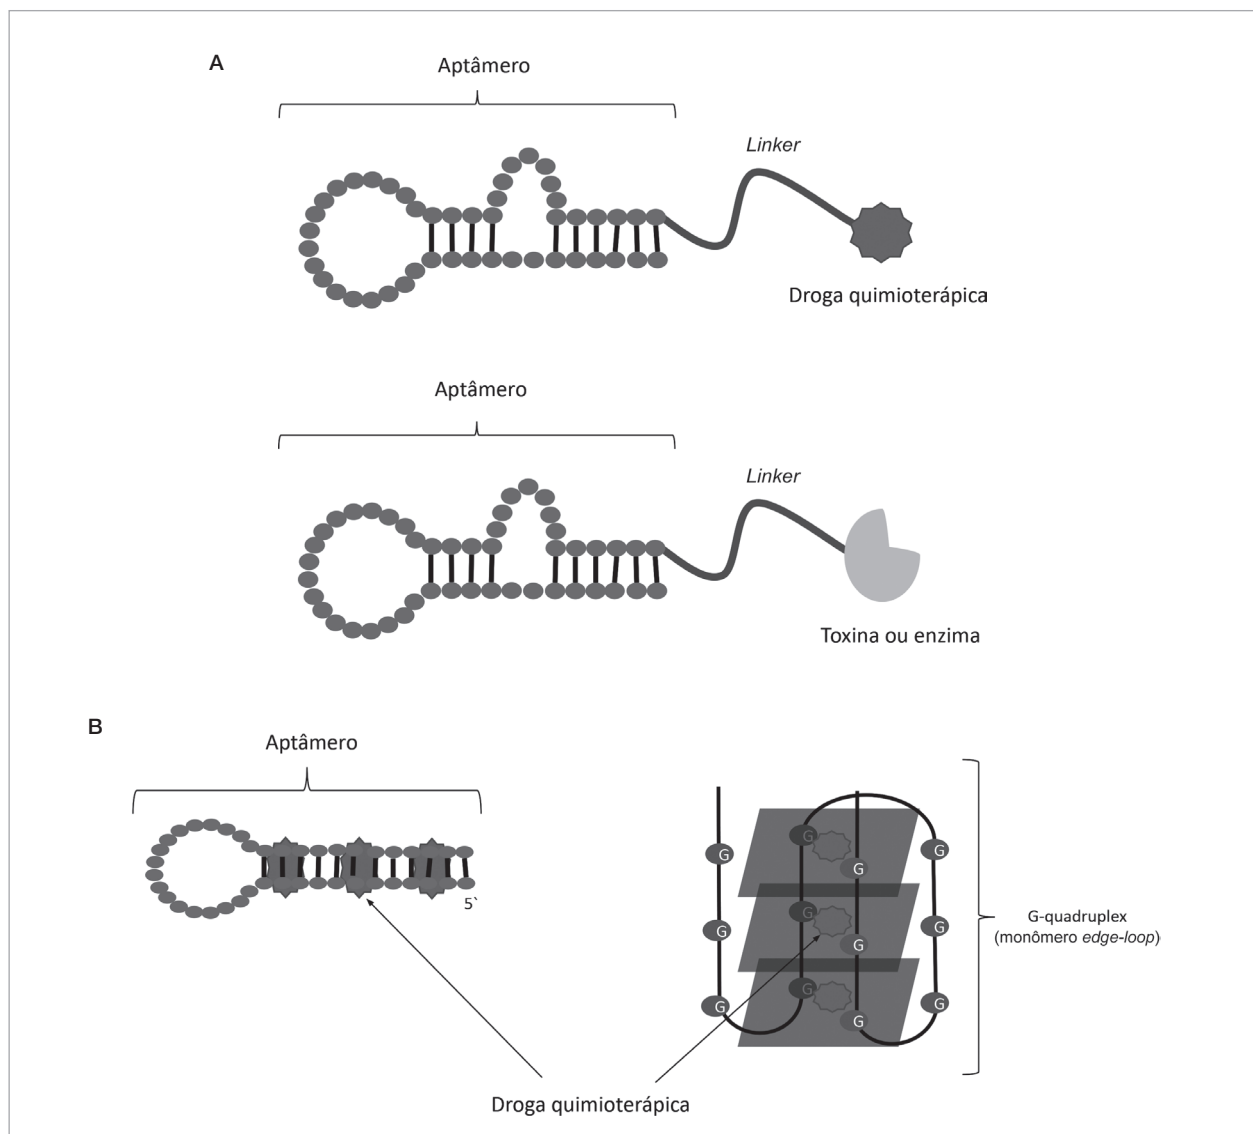 A
Aptâmero
Linker
Droga quimioterápica
Aptâmero
Linker
Toxina ou enzima
B
Aptâmero
5`
G
G
G
G
G
G
G
G
G
G
G
G
G-quadruplex
(monômero edge-loop)
Droga quimioterápica